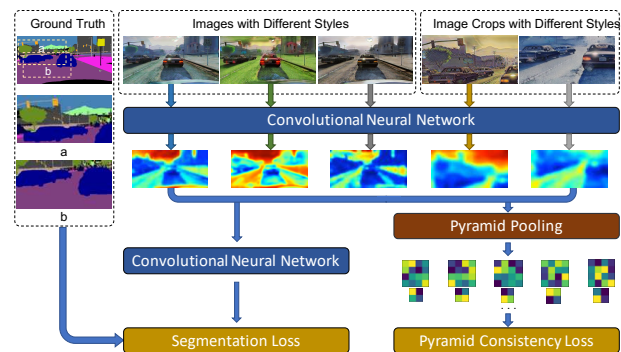 Ground Truth
Images with Different Styles
Image Crops with Different Styles
a
b
Convolutional Neural Network
a
b
Pyramid Pooling
Convolutional Neural Network
...
Segmentation Loss
Pyramid Consistency Loss